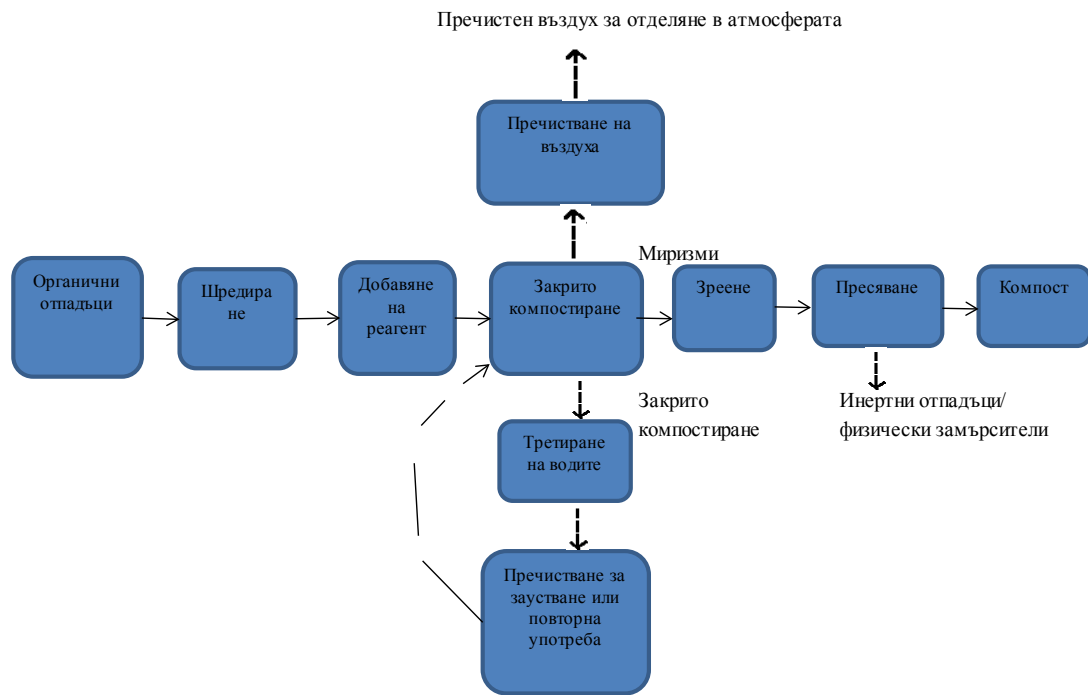 Пречистен въздух за отделяне в атмосферата
Пречистване на
въздуха
Миризми
Органични
отпадъци
Шредира
не
Добавяне
на
реагент
Закрито
компостиране
Зреене
Пресяване
Компост
Закрито
компостиране
Инертни отпадъци/
физически замърсители
Третиране
на водите
Пречистване за
заустване или
повторна
употреба